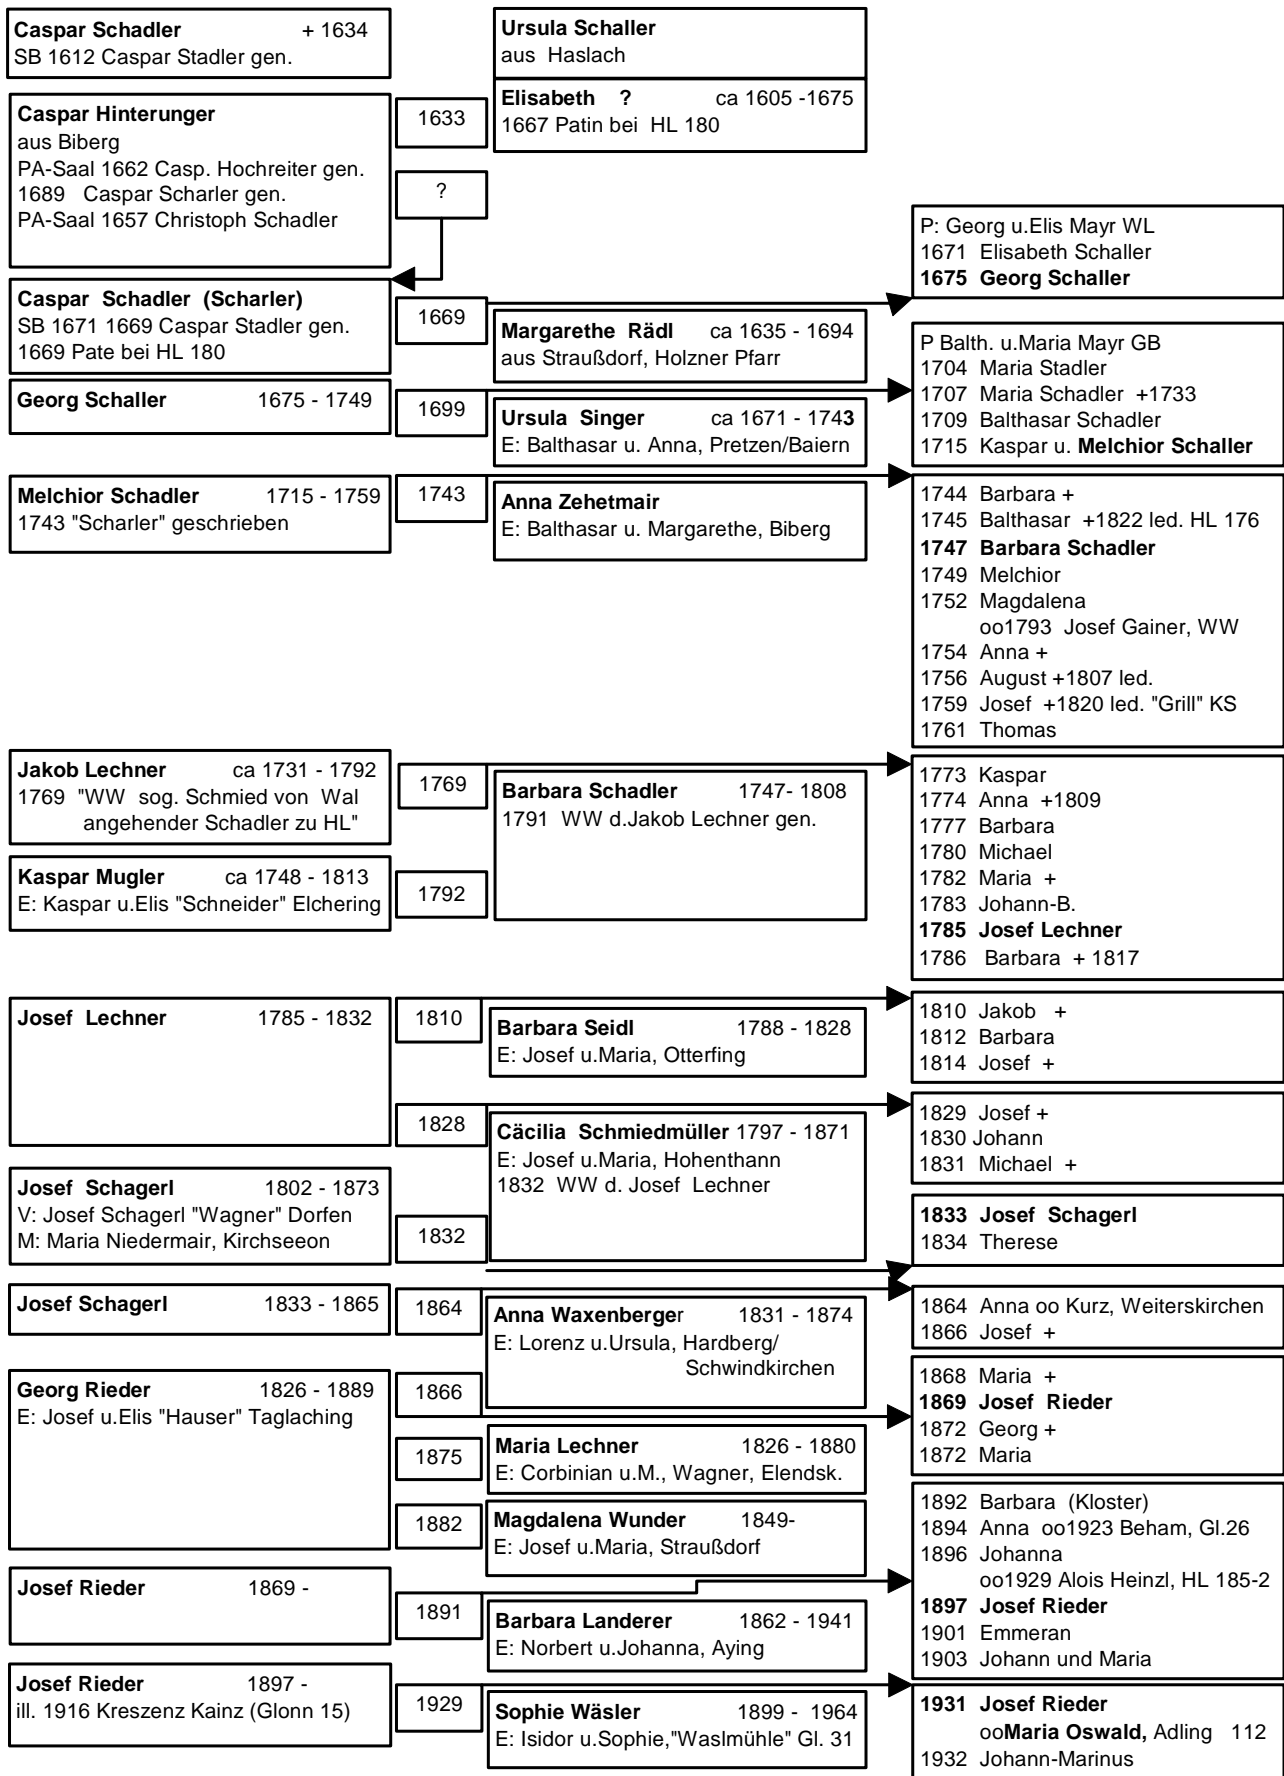 Caspar Schadler + 1634
SB 1612 Caspar Stadler gen.
Ursula Schaller
aus Haslach
Caspar Hinterunger
aus Biberg
PA-Saal 1662 Casp. Hochreiter gen.
1689 Caspar Scharler gen.
PA-Saal 1657 Christoph Schadler
1633
?
Elisabeth ? ca 1605 -1675
1667 Patin bei HL 180
Caspar Schadler (Scharler)
SB 1671 1669 Caspar Stadler gen.
1669 Pate bei HL 180
1669
Margarethe Rädl ca 1635 - 1694
aus Straußdorf, Holzner Pfarr
P: Georg u.Elis Mayr WL
1671 Elisabeth Schaller
1675 Georg Schaller
Georg Schaller 1675 - 1749
1699
Ursula Singer ca 1671 - 1743
E: Balthasar u. Anna, Pretzen/Baiern
P Balth. u.Maria Mayr GB
1704 Maria Stadler
1707 Maria Schadler +1733
1709 Balthasar Schadler
1715 Kaspar u. Melchior Schaller
Melchior Schadler 1715 - 1759
1743 "Scharler" geschrieben
1743
Anna Zehetmair
E: Balthasar u. Margarethe, Biberg
1744 Barbara +
1745 Balthasar +1822 led. HL 176
1747 Barbara Schadler
1749 Melchior
1752 Magdalena
oo1793 Josef Gainer, WW
1754 Anna +
1756 August +1807 led.
1759 Josef +1820 led. "Grill" KS
1761 Thomas
Jakob Lechner ca 1731 - 1792
1769 "WW sog. Schmied von Wal
angehender Schadler zu HL"
1769
Barbara Schadler 1747- 1808
1791 WW d.Jakob Lechner gen.
Kaspar Mugler ca 1748 - 1813
E: Kaspar u.Elis "Schneider" Elchering
1792
1773 Kaspar
1774 Anna +1809
1777 Barbara
1780 Michael
1782 Maria +
1783 Johann-B.
1785 Josef Lechner
1786 Barbara + 1817
Josef Lechner 1785 - 1832
1810
Barbara Seidl 1788 - 1828
E: Josef u.Maria, Otterfing
1810 Jakob +
1812 Barbara
1814 Josef +
1828
Cäcilia Schmiedmüller 1797 - 1871
E: Josef u.Maria, Hohenthann
1832 WW d. Josef Lechner
1829 Josef +
1830 Johann
1831 Michael +
Josef Schagerl 1802 - 1873
V: Josef Schagerl "Wagner" Dorfen
M: Maria Niedermair, Kirchseeon
1832
1833 Josef Schagerl
1834 Therese
Josef Schagerl 1833 - 1865
1864
Anna Waxenberger 1831 - 1874
E: Lorenz u.Ursula, Hardberg/
Schwindkirchen
1864 Anna oo Kurz, Weiterskirchen
1866 Josef +
Georg Rieder 1826 - 1889
E: Josef u.Elis "Hauser" Taglaching
1866
1868 Maria +
1869 Josef Rieder
1872 Georg +
1872 Maria
1875
Maria Lechner 1826 - 1880
E: Corbinian u.M., Wagner, Elendsk.
1882
Magdalena Wunder 1849-
E: Josef u.Maria, Straußdorf
Josef Rieder 1869 -
1891
Barbara Landerer 1862 - 1941
E: Norbert u.Johanna, Aying
1892 Barbara (Kloster)
1894 Anna oo1923 Beham, Gl.26
1896 Johanna
oo1929 Alois Heinzl, HL 185-2
1897 Josef Rieder
1901 Emmeran
1903 Johann und Maria
Josef Rieder 1897 -
ill. 1916 Kreszenz Kainz (Glonn 15)
1929
Sophie Wäsler 1899 - 1964
E: Isidor u.Sophie,"Waslmühle" Gl. 31
1931 Josef Rieder
ooMaria Oswald, Adling 112
1932 Johann-Marinus